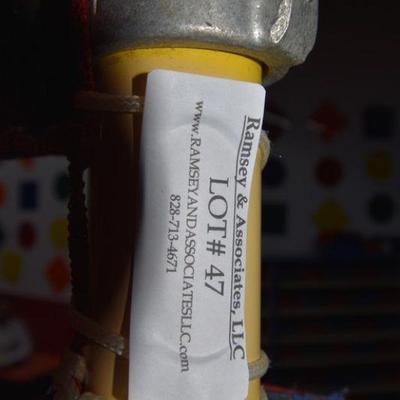 Ramsey & Associates, LLC
LOT# 47
www.RAMSEYANDASSOCIATESLLC.com
828-713-4671